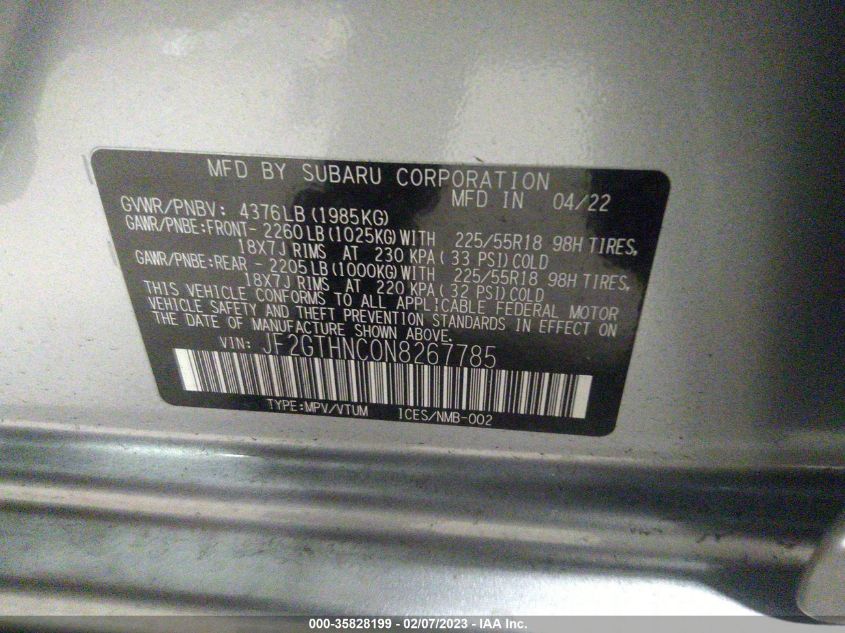 MFD BY SUBARU CORPORATION
MFD IN 04/22
GVWR/PNBV: 4376LB(1985KG)
GAWR/PNBE:FRONT- 2260LB(1025KG)WITH 225/55R18 98H TIRES,
18X7J RIMS AT 230 KPA(33 PSI)COLD
GAWR/PNBE:REAR - 2205LB(1000KG)WITH 225/55R18 98H TIRES,
18X7J RIMS AT 220 KPA(32 PSI)COLD
THIS VEHICLE CONFORMS TO ALL APPLICABLE FEDERAL MOTOR
VEHICLE SAFETY AND THEFT PREVENTION STANDARDS IN EFFECT ON
THE DATE OF MANUFACTURE SHOWN ABOVE.
VIN: JF2GTHNC0N8267785
TYPE:MPV/VTUM ICES/NMB-002
000-35828199 — 02/07/2023 — IAA Inc.